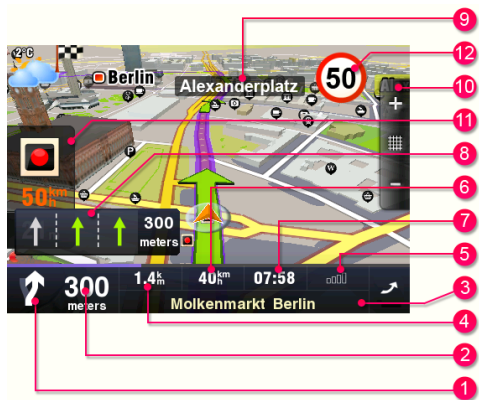 9
2°C
Berlin
50
12
Alexanderplatz
10
+
11
50 km/h
P
W
8
6
300
meters
7
5
300
meters
1.4 km
40 km/h
07:58
3
Molkenmarkt Berlin
4
2
1